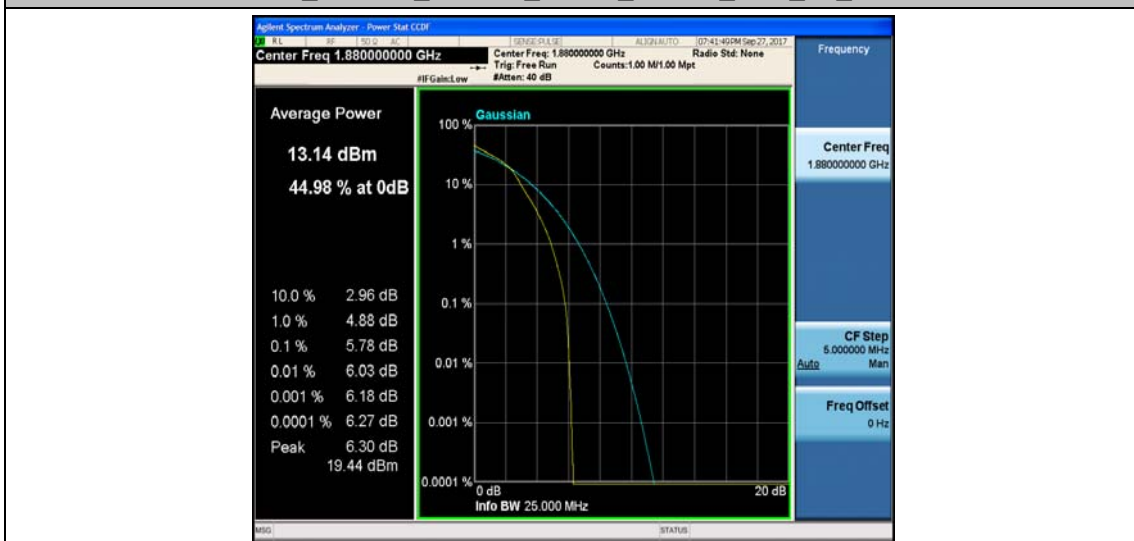 Agilent Spectrum Analyzer - Power Stat CCDF
RL RF 50 Ω AC SENSE:PULSE ALIGN AUTO 07:41:49 PM Sep 27, 2017
Center Freq 1.880000000 GHz
Center Freq: 1.880000000 GHz Radio Std: None
Trig: Free Run Counts:1.00 M/1.00 Mpt
#IFGain:Low #Atten: 40 dB
Frequency
Average Power
13.14 dBm
44.98 % at 0dB
10.0 % 2.96 dB
1.0 % 4.88 dB
0.1 % 5.78 dB
0.01 % 6.03 dB
0.001 % 6.18 dB
0.0001 % 6.27 dB
Peak 6.30 dB
19.44 dBm
Gaussian
100 %
10 %
1 %
0.1 %
0.01 %
0.001 %
0.0001 %
0 dB 20 dB
Info BW 25.000 MHz
Center Freq
1.880000000 GHz
CF Step
5.000000 MHz
Auto Man
Freq Offset
0 Hz
MSG STATUS